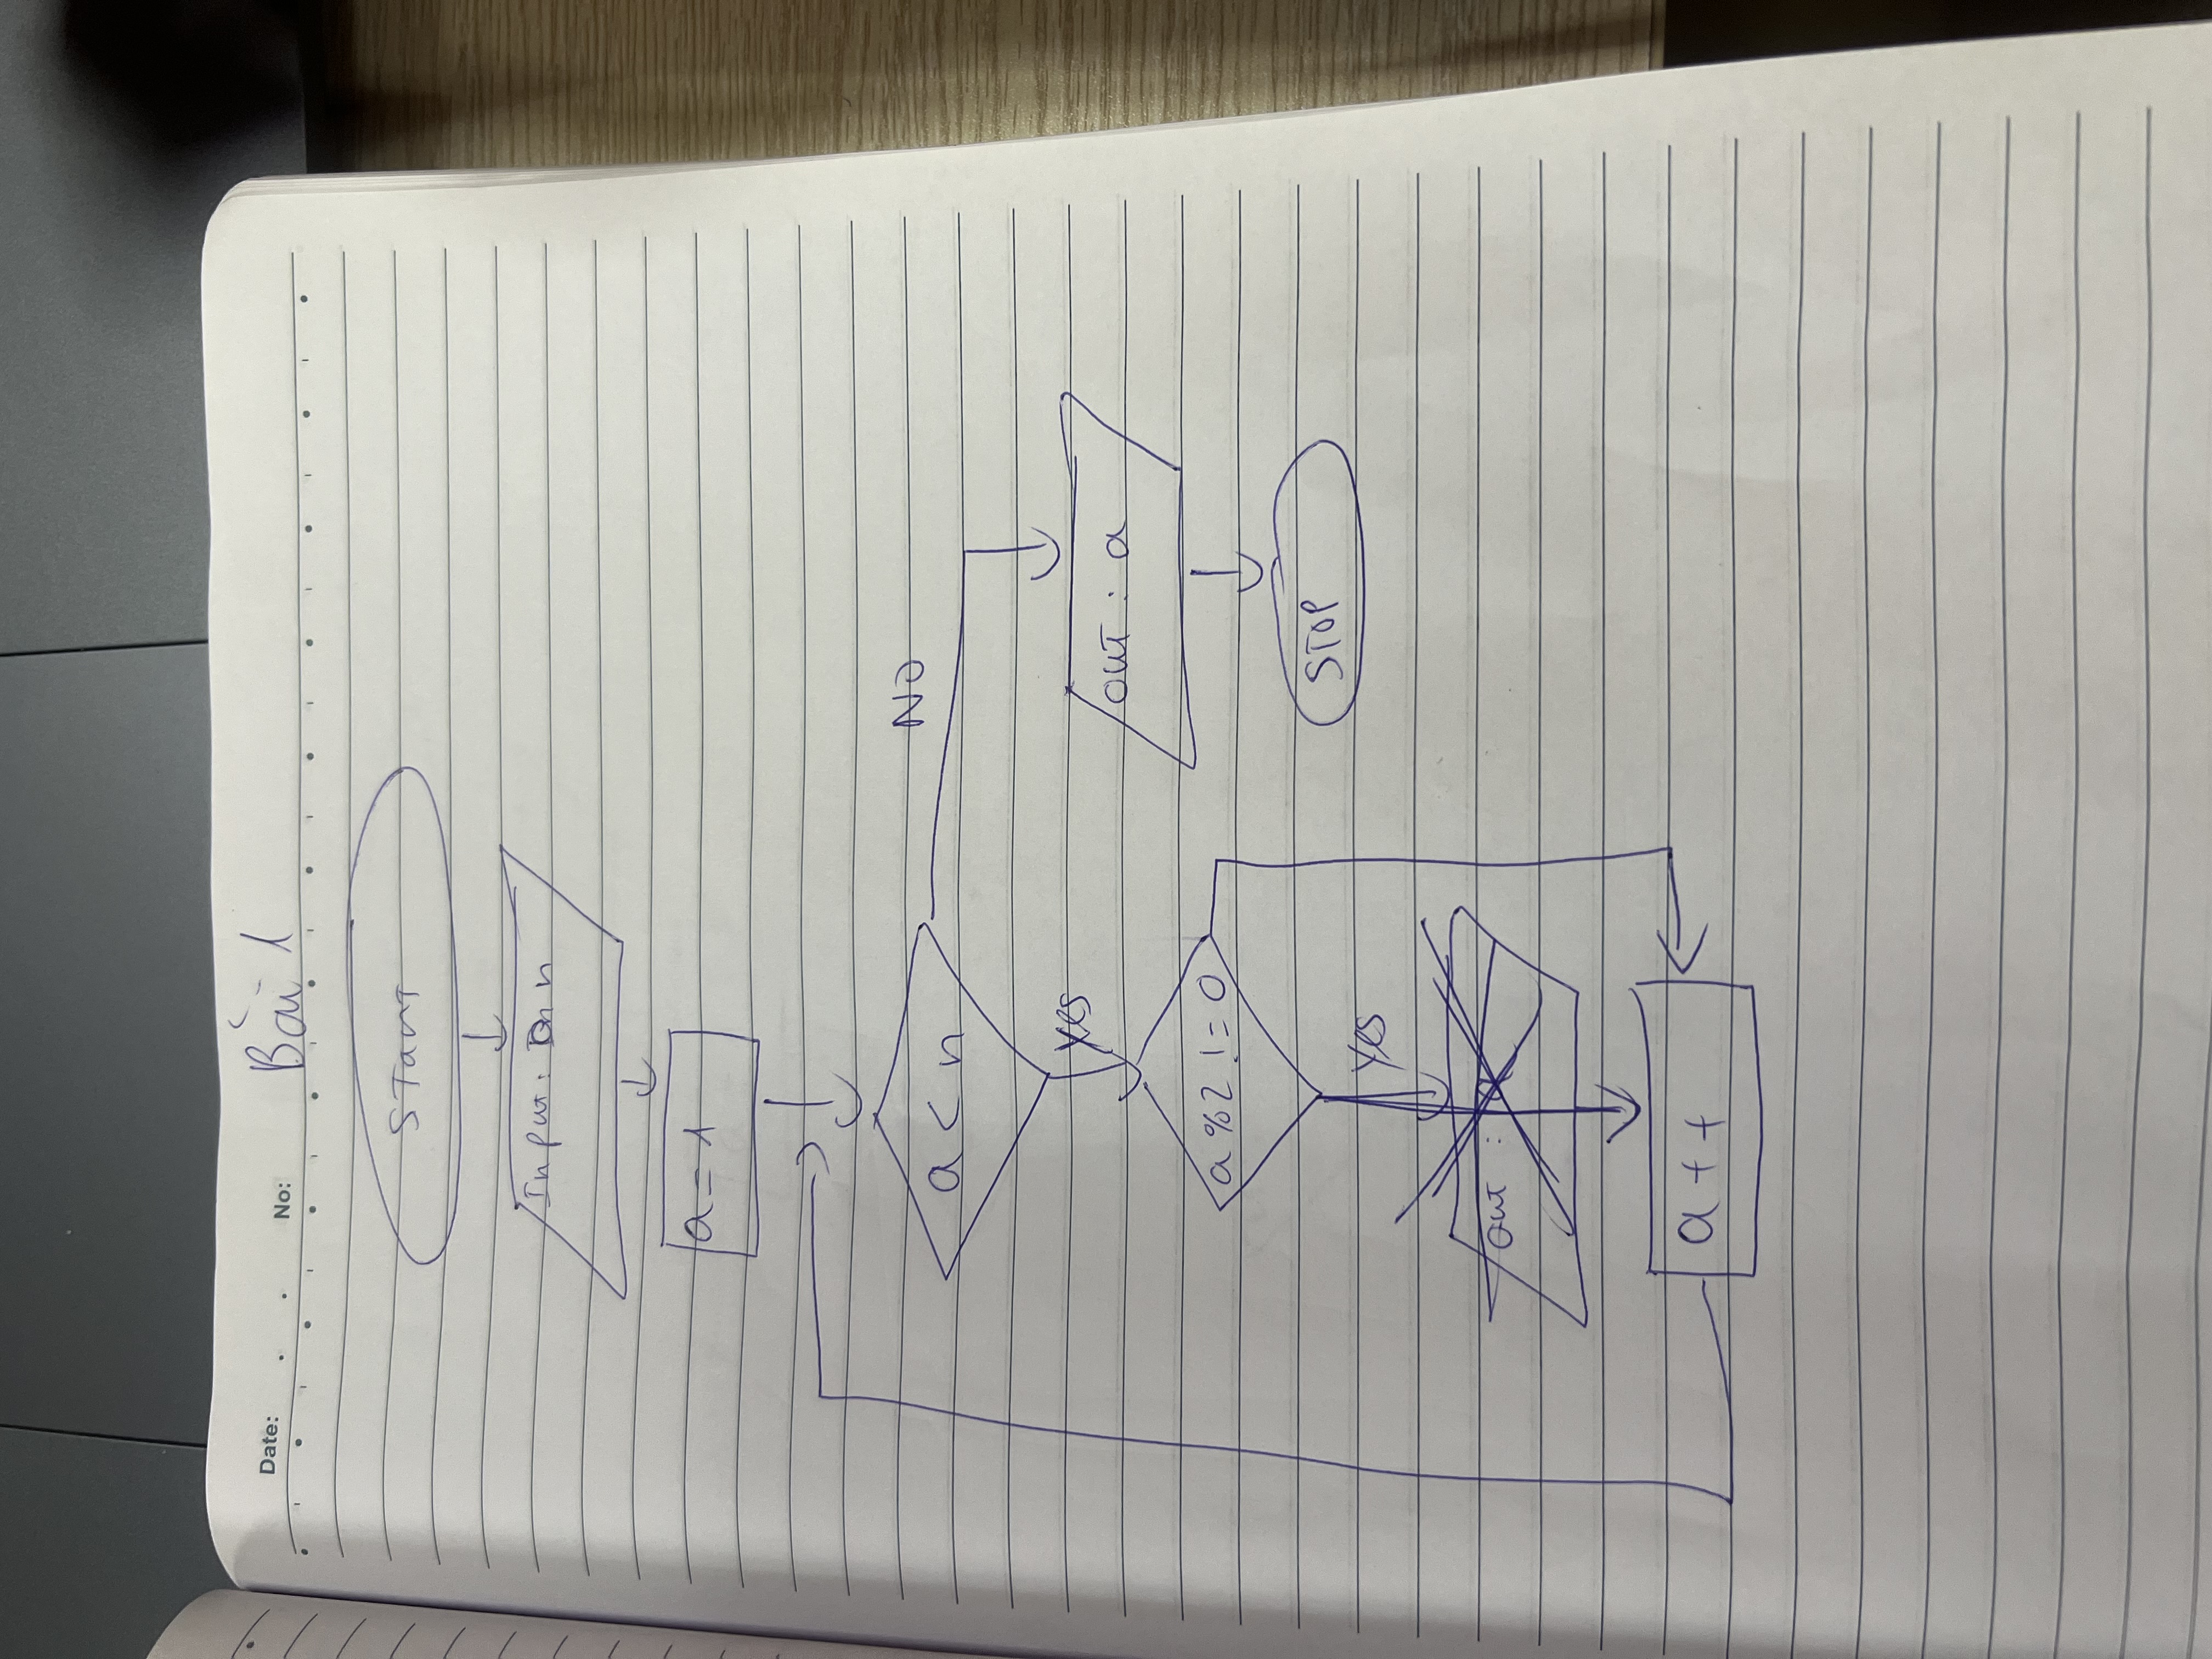 Date: No: Bài 1
START
Input: n
a = 1
a < n
NO
YES
out : a
a %2 != 0
STOP
YES
out : a
a++